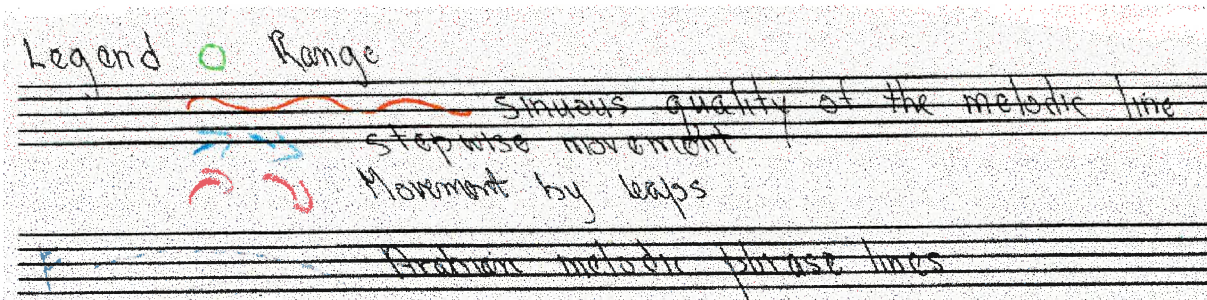 Legend Range
sinuous quality of the melodic line
stepwise movement
Movement by leaps
Arabian melodic phrase lines